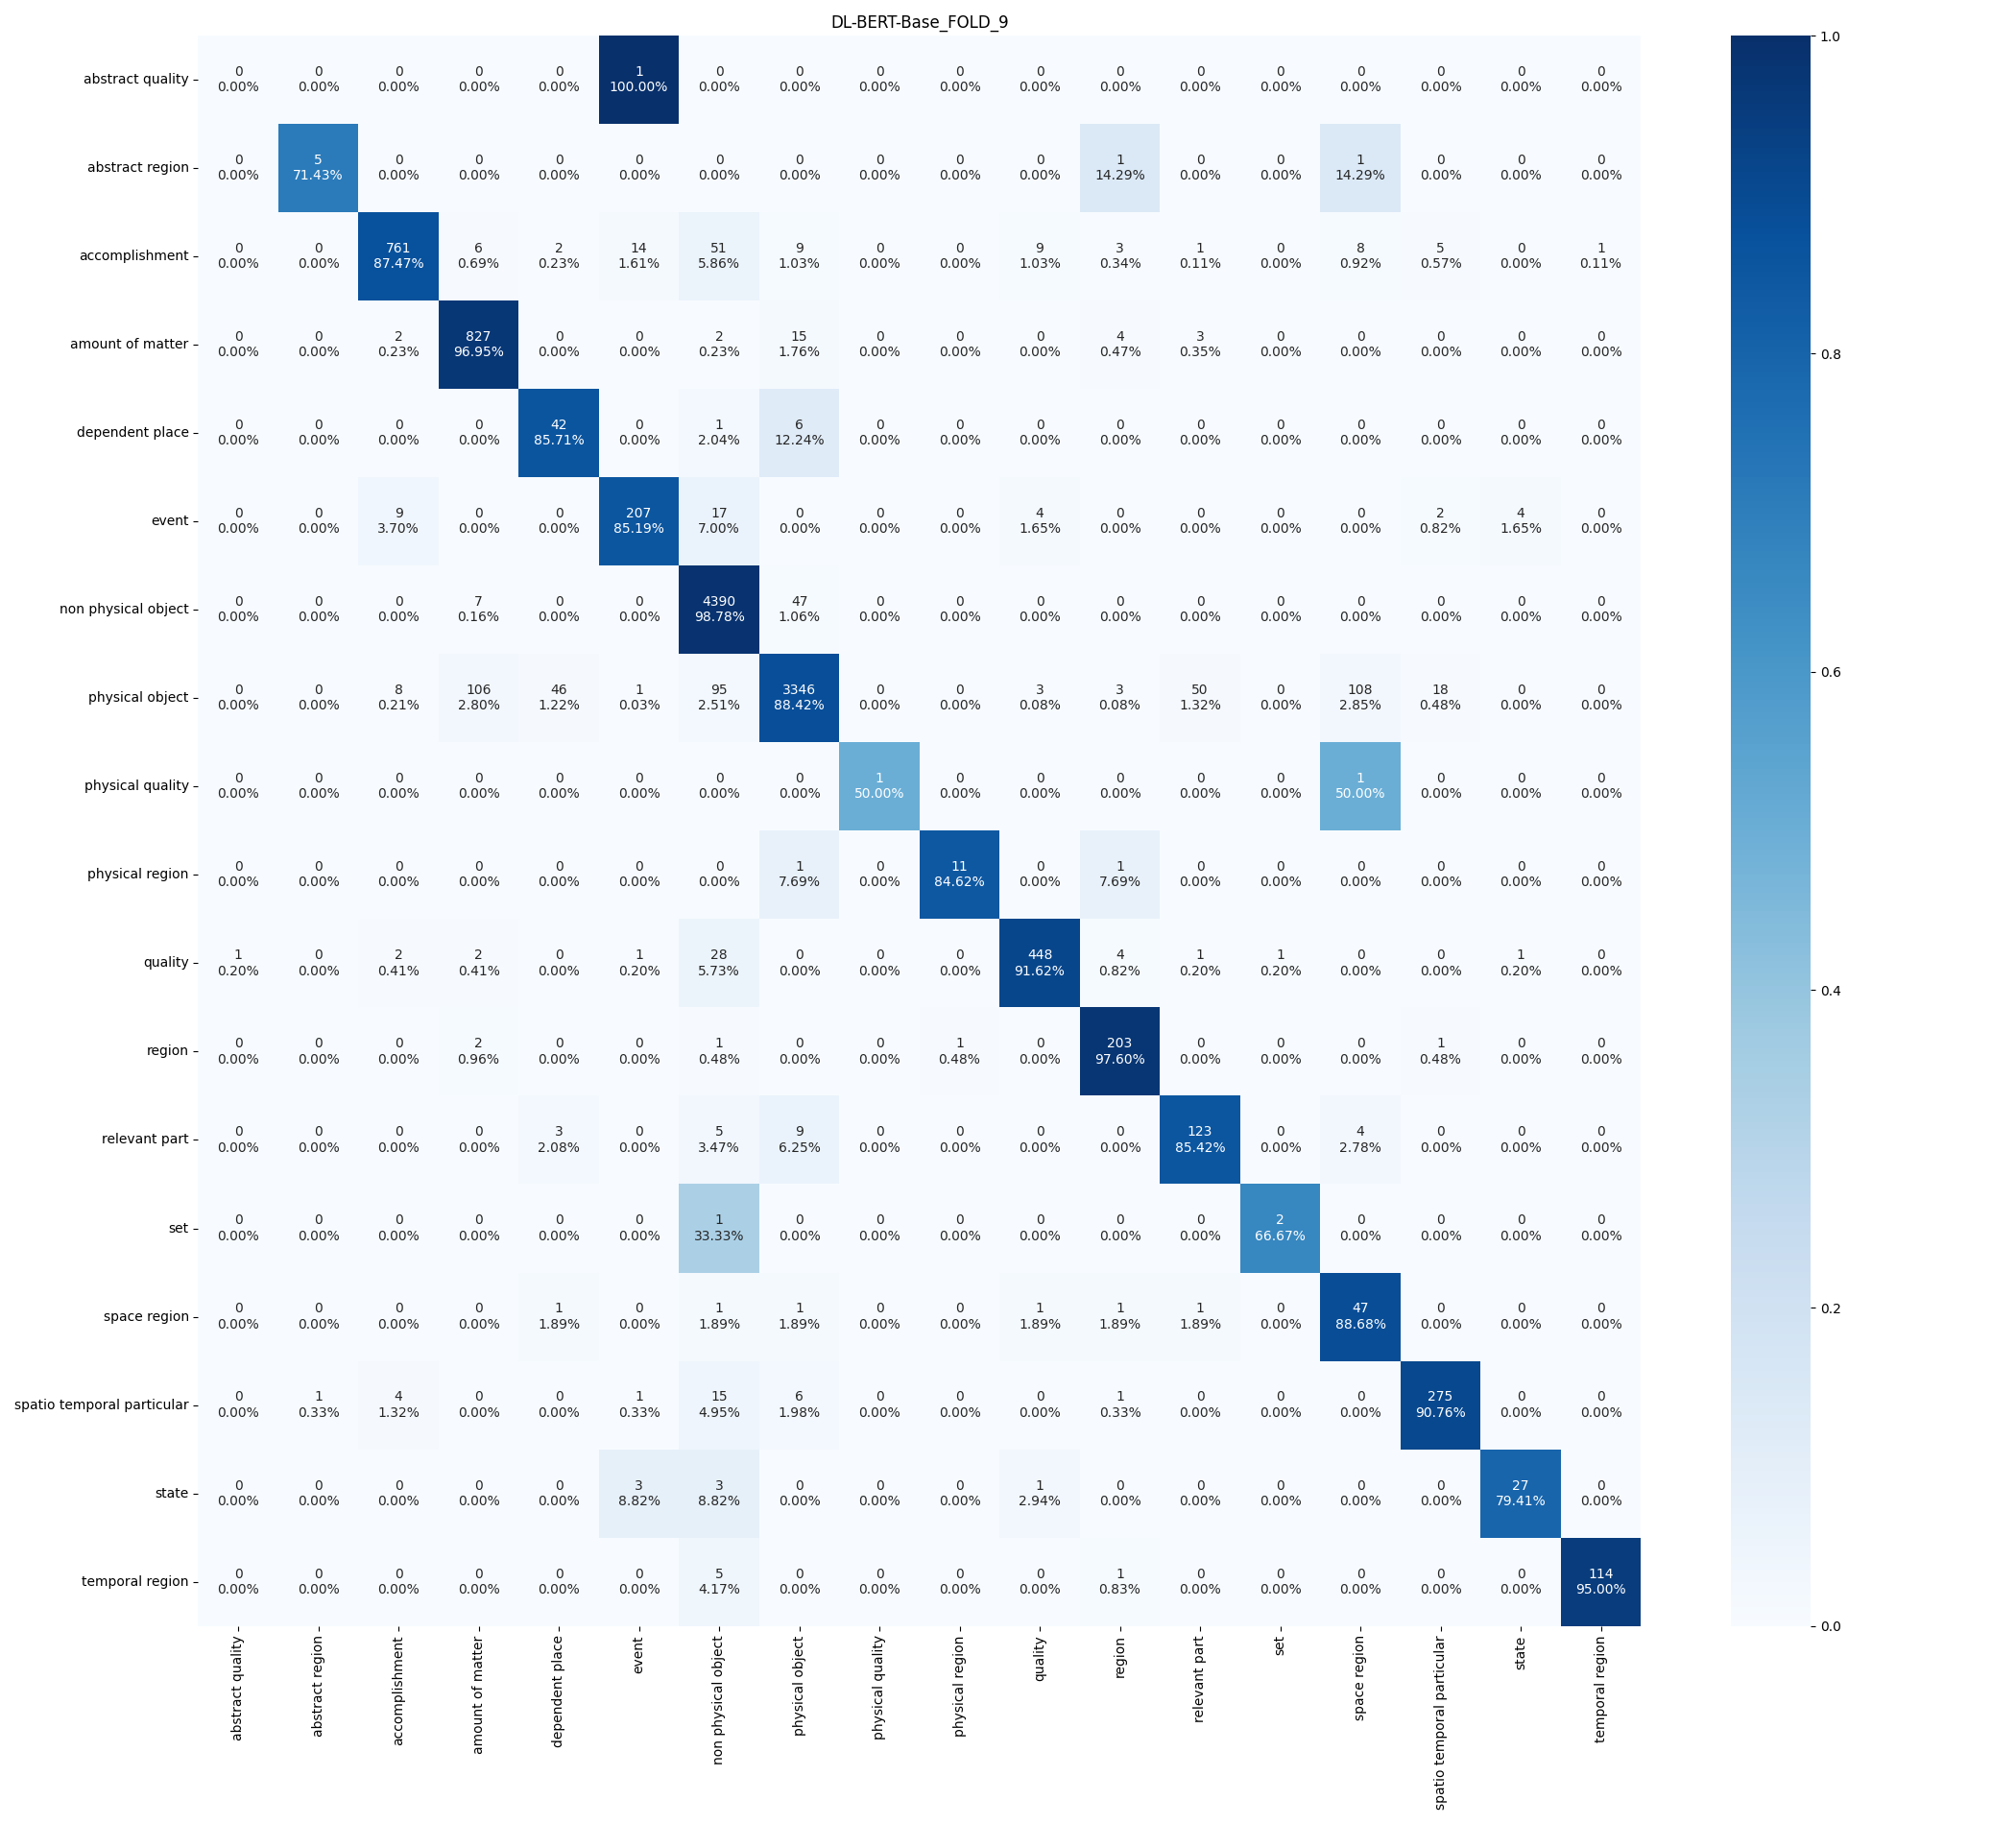 DL-BERT-Base_FOLD_9
abstract quality 0 0 0 0 0 1 0 0 0 0 0 0 0 0 0 0 0 0
0.00% 0.00% 0.00% 0.00% 0.00% 100.00% 0.00% 0.00% 0.00% 0.00% 0.00% 0.00% 0.00% 0.00% 0.00% 0.00% 0.00% 0.00%
abstract region 0 5 0 0 0 0 0 0 0 0 0 1 0 0 1 0 0 0
0.00% 71.43% 0.00% 0.00% 0.00% 0.00% 0.00% 0.00% 0.00% 0.00% 0.00% 14.29% 0.00% 0.00% 14.29% 0.00% 0.00% 0.00%
accomplishment 0 0 761 6 2 14 51 9 0 0 9 3 1 0 8 5 0 1
0.00% 0.00% 87.47% 0.69% 0.23% 1.61% 5.86% 1.03% 0.00% 0.00% 1.03% 0.34% 0.11% 0.00% 0.92% 0.57% 0.00% 0.11%
amount of matter 0 0 2 827 0 0 2 15 0 0 0 4 3 0 0 0 0 0
0.00% 0.00% 0.23% 96.95% 0.00% 0.00% 0.23% 1.76% 0.00% 0.00% 0.00% 0.47% 0.35% 0.00% 0.00% 0.00% 0.00% 0.00%
dependent place 0 0 0 0 42 0 1 6 0 0 0 0 0 0 0 0 0 0
0.00% 0.00% 0.00% 0.00% 85.71% 0.00% 2.04% 12.24% 0.00% 0.00% 0.00% 0.00% 0.00% 0.00% 0.00% 0.00% 0.00% 0.00%
event 0 0 9 0 0 207 17 0 0 0 4 0 0 0 0 2 4 0
0.00% 0.00% 3.70% 0.00% 0.00% 85.19% 7.00% 0.00% 0.00% 0.00% 1.65% 0.00% 0.00% 0.00% 0.00% 0.82% 1.65% 0.00%
non physical object 0 0 0 7 0 0 4390 47 0 0 0 0 0 0 0 0 0 0
0.00% 0.00% 0.00% 0.16% 0.00% 0.00% 98.78% 1.06% 0.00% 0.00% 0.00% 0.00% 0.00% 0.00% 0.00% 0.00% 0.00% 0.00%
physical object 0 0 8 106 46 1 95 3346 0 0 3 3 50 0 108 18 0 0
0.00% 0.00% 0.21% 2.80% 1.22% 0.03% 2.51% 88.42% 0.00% 0.00% 0.08% 0.08% 1.32% 0.00% 2.85% 0.48% 0.00% 0.00%
physical quality 0 0 0 0 0 0 0 0 1 0 0 0 0 0 1 0 0 0
0.00% 0.00% 0.00% 0.00% 0.00% 0.00% 0.00% 0.00% 50.00% 0.00% 0.00% 0.00% 0.00% 0.00% 50.00% 0.00% 0.00% 0.00%
physical region 0 0 0 0 0 0 0 1 0 11 0 1 0 0 0 0 0 0
0.00% 0.00% 0.00% 0.00% 0.00% 0.00% 0.00% 7.69% 0.00% 84.62% 0.00% 7.69% 0.00% 0.00% 0.00% 0.00% 0.00% 0.00%
quality 1 0 2 2 0 1 28 0 0 0 448 4 1 1 0 0 1 0
0.20% 0.00% 0.41% 0.41% 0.00% 0.20% 5.73% 0.00% 0.00% 0.00% 91.62% 0.82% 0.20% 0.20% 0.00% 0.00% 0.20% 0.00%
region 0 0 0 2 0 0 1 0 0 1 0 203 0 0 0 1 0 0
0.00% 0.00% 0.00% 0.96% 0.00% 0.00% 0.48% 0.00% 0.00% 0.48% 0.00% 97.60% 0.00% 0.00% 0.00% 0.48% 0.00% 0.00%
relevant part 0 0 0 0 3 0 5 9 0 0 0 0 123 0 4 0 0 0
0.00% 0.00% 0.00% 0.00% 2.08% 0.00% 3.47% 6.25% 0.00% 0.00% 0.00% 0.00% 85.42% 0.00% 2.78% 0.00% 0.00% 0.00%
set 0 0 0 0 0 0 1 0 0 0 0 0 0 2 0 0 0 0
0.00% 0.00% 0.00% 0.00% 0.00% 0.00% 33.33% 0.00% 0.00% 0.00% 0.00% 0.00% 0.00% 66.67% 0.00% 0.00% 0.00% 0.00%
space region 0 0 0 0 1 0 1 1 0 0 1 1 1 0 47 0 0 0
0.00% 0.00% 0.00% 0.00% 1.89% 0.00% 1.89% 1.89% 0.00% 0.00% 1.89% 1.89% 1.89% 0.00% 88.68% 0.00% 0.00% 0.00%
spatio temporal particular 0 1 4 0 0 1 15 6 0 0 0 1 0 0 0 275 0 0
0.00% 0.33% 1.32% 0.00% 0.00% 0.33% 4.95% 1.98% 0.00% 0.00% 0.00% 0.33% 0.00% 0.00% 0.00% 90.76% 0.00% 0.00%
state 0 0 0 0 0 3 3 0 0 0 1 0 0 0 0 0 27 0
0.00% 0.00% 0.00% 0.00% 0.00% 8.82% 8.82% 0.00% 0.00% 0.00% 2.94% 0.00% 0.00% 0.00% 0.00% 0.00% 79.41% 0.00%
temporal region 0 0 0 0 0 0 5 0 0 0 0 1 0 0 0 0 0 114
0.00% 0.00% 0.00% 0.00% 0.00% 0.00% 4.17% 0.00% 0.00% 0.00% 0.00% 0.83% 0.00% 0.00% 0.00% 0.00% 0.00% 95.00%
abstract quality
abstract region
accomplishment
amount of matter
dependent place
event
non physical object
physical object
physical quality
physical region
quality
region
relevant part
set
space region
spatio temporal particular
state
temporal region
1.0
0.8
0.6
0.4
0.2
0.0